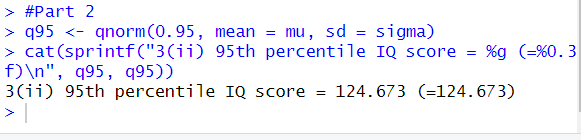 > #Part 2
> q95 <- qnorm(0.95, mean = mu, sd = sigma)
> cat(sprintf("3(ii) 95th percentile IQ score = %g (=%0.3
f)\n", q95, q95))
3(ii) 95th percentile IQ score = 124.673 (=124.673)
>